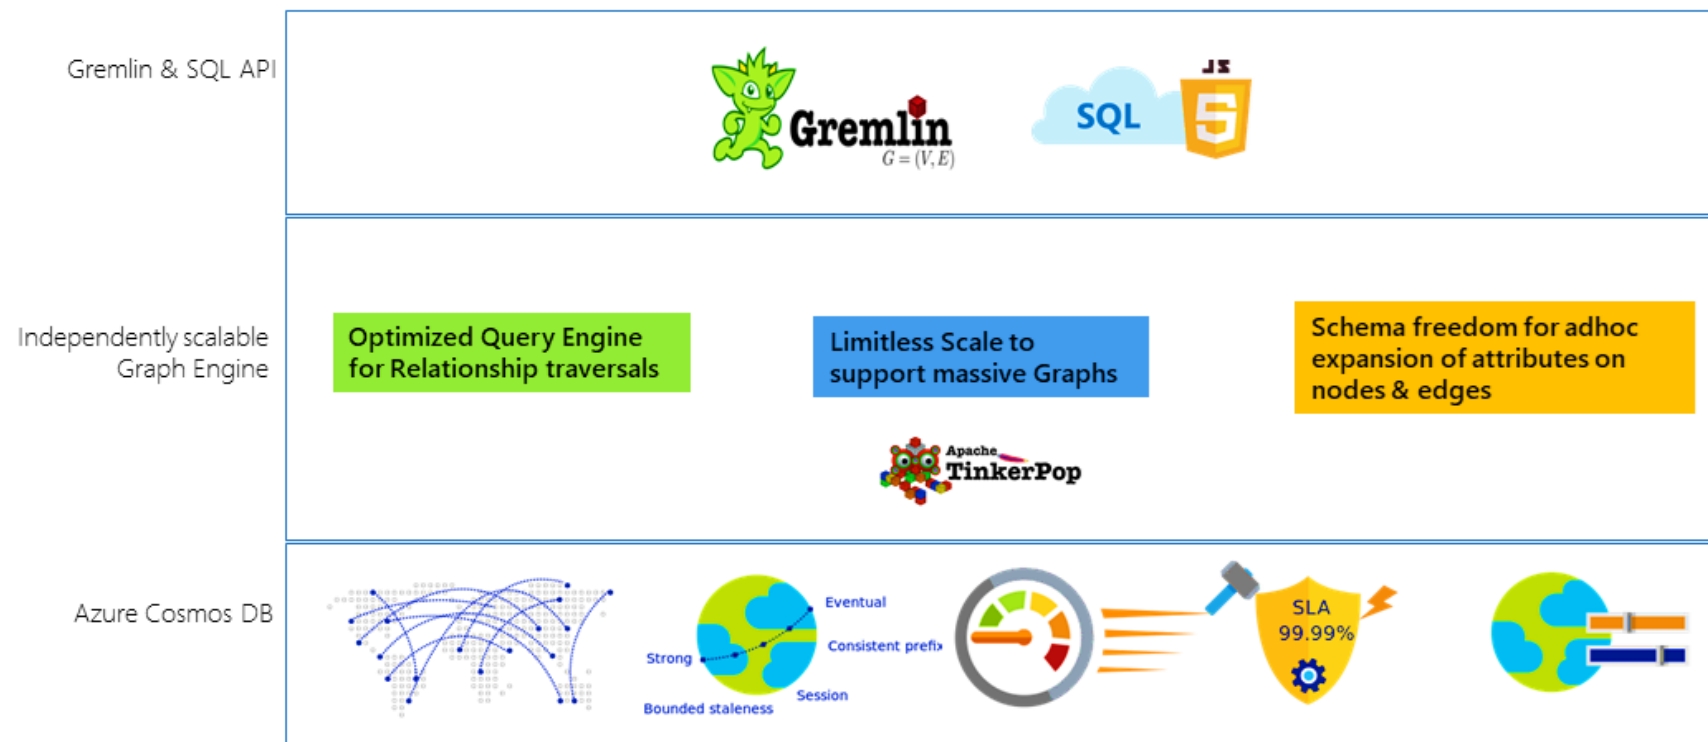 Gremlin & SQL API
Gremlin
G = (V, E)
SQL
JS
Independently scalable
Graph Engine
Optimized Query Engine
for Relationship traversals
Limitless Scale to
support massive Graphs
Schema freedom for adhoc
expansion of attributes on
nodes & edges
Apache
TinkerPop
Azure Cosmos DB
Eventual
Consistent prefix
Strong
Session
Bounded staleness
SLA
99.99%